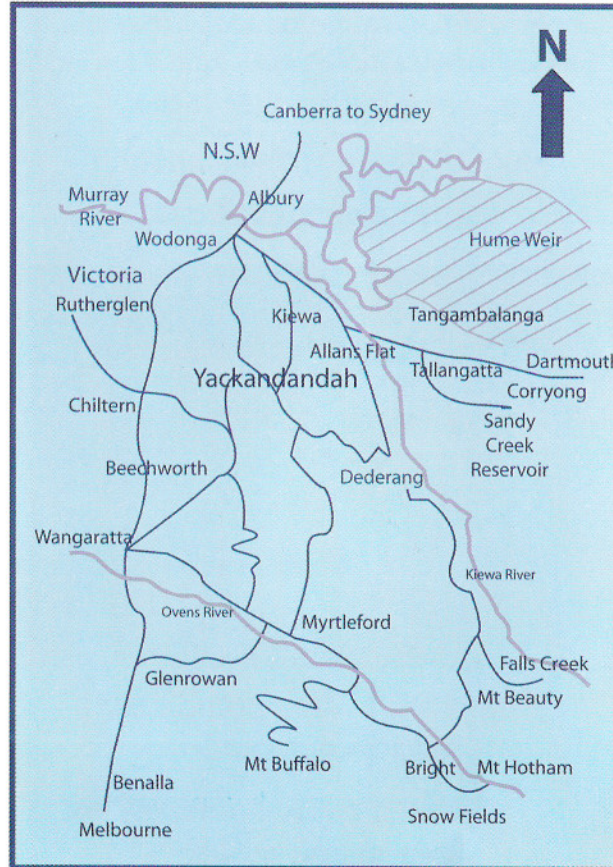 N
Canberra to Sydney
N.S.W
Murray
River
Albury
Wodonga
Hume Weir
Victoria
Rutherglen
Kiewa
Tangambalanga
Allans Flat
Dartmouth
Tallangatta
Yackandandah
Corryong
Chiltern
Sandy
Creek
Reservoir
Beechworth
Dederang
Wangaratta
Kiewa River
Ovens River
Myrtleford
Falls Creek
Glenrowan
Mt Beauty
Mt Buffalo
Bright
Mt Hotham
Benalla
Snow Fields
Melbourne